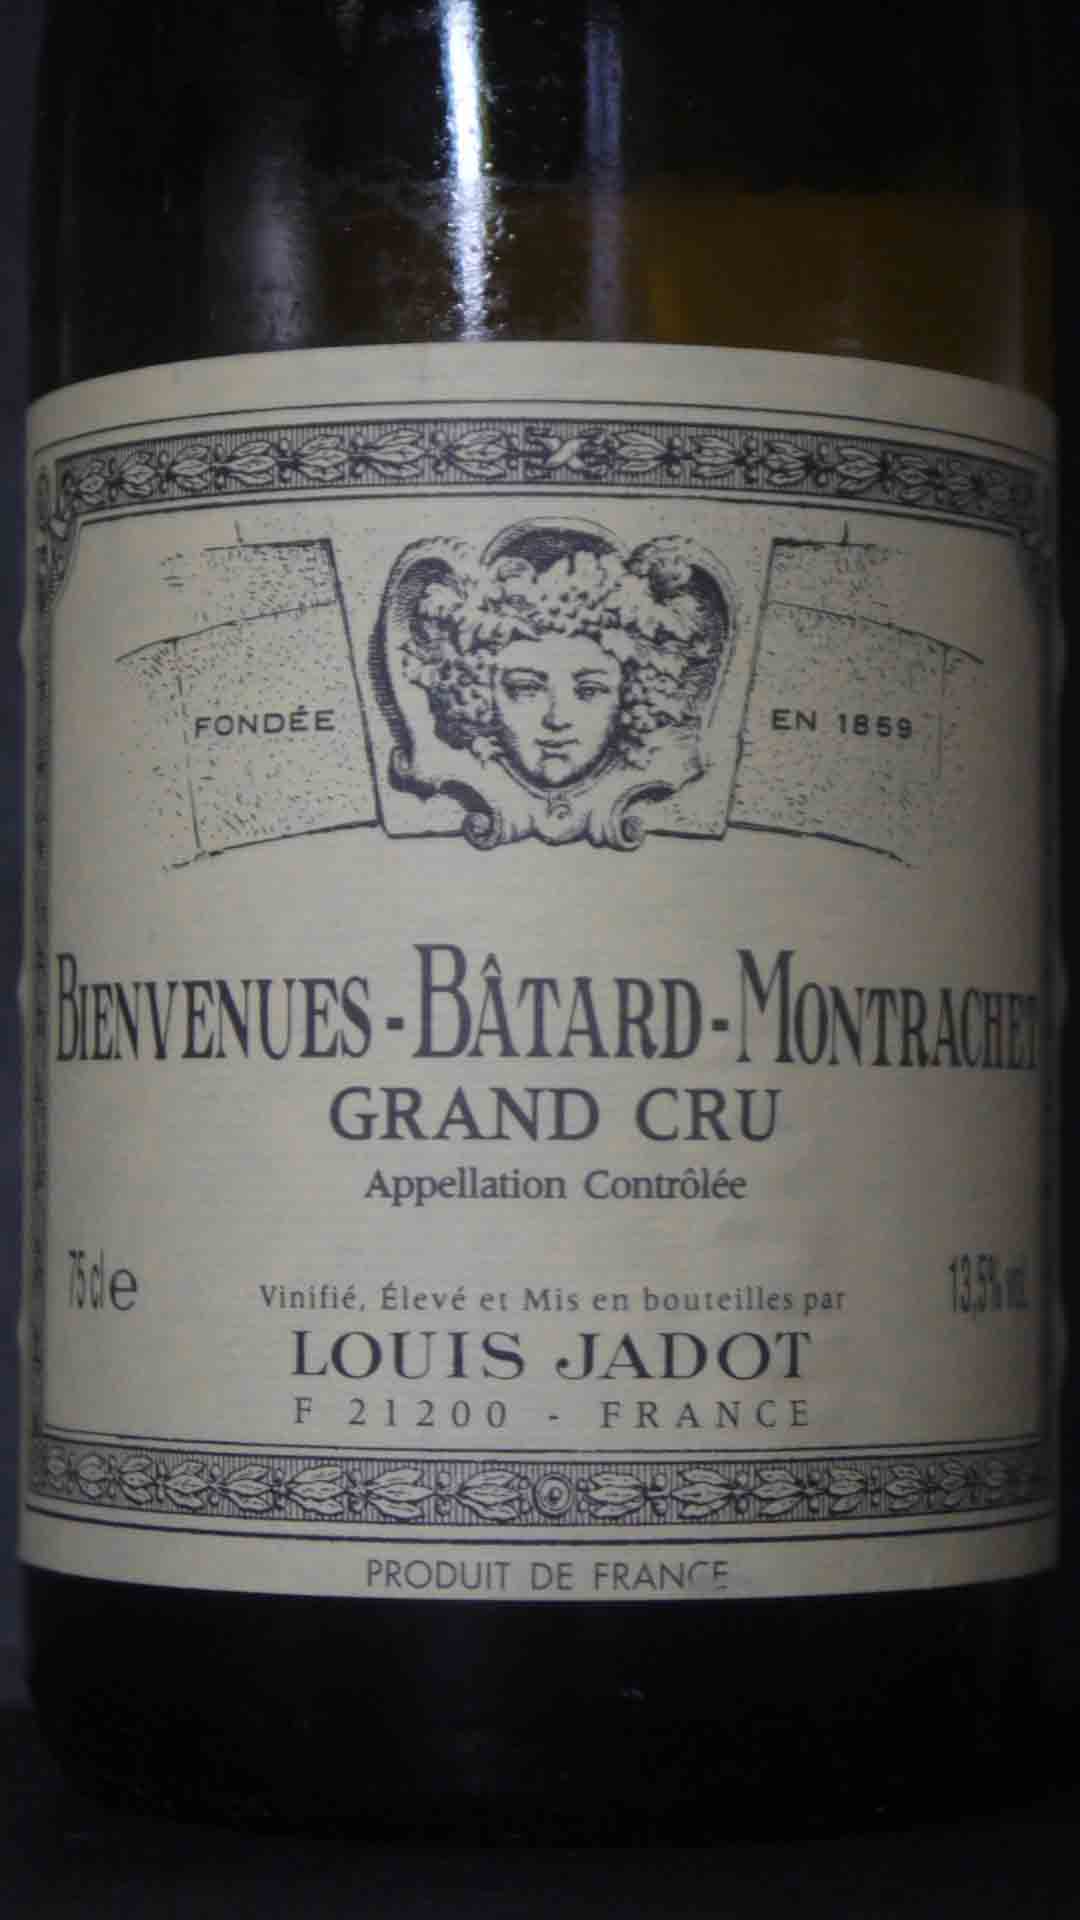 FONDÉE EN 1859
BIENVENUES-BÂTARD-MONTRACHET
GRAND CRU
Appellation Contrôlée
75 cl e 13,5% vol.
Vinifié, Élevé et Mis en bouteilles par
LOUIS JADOT
F 21200 - FRANCE
PRODUIT DE FRANCE